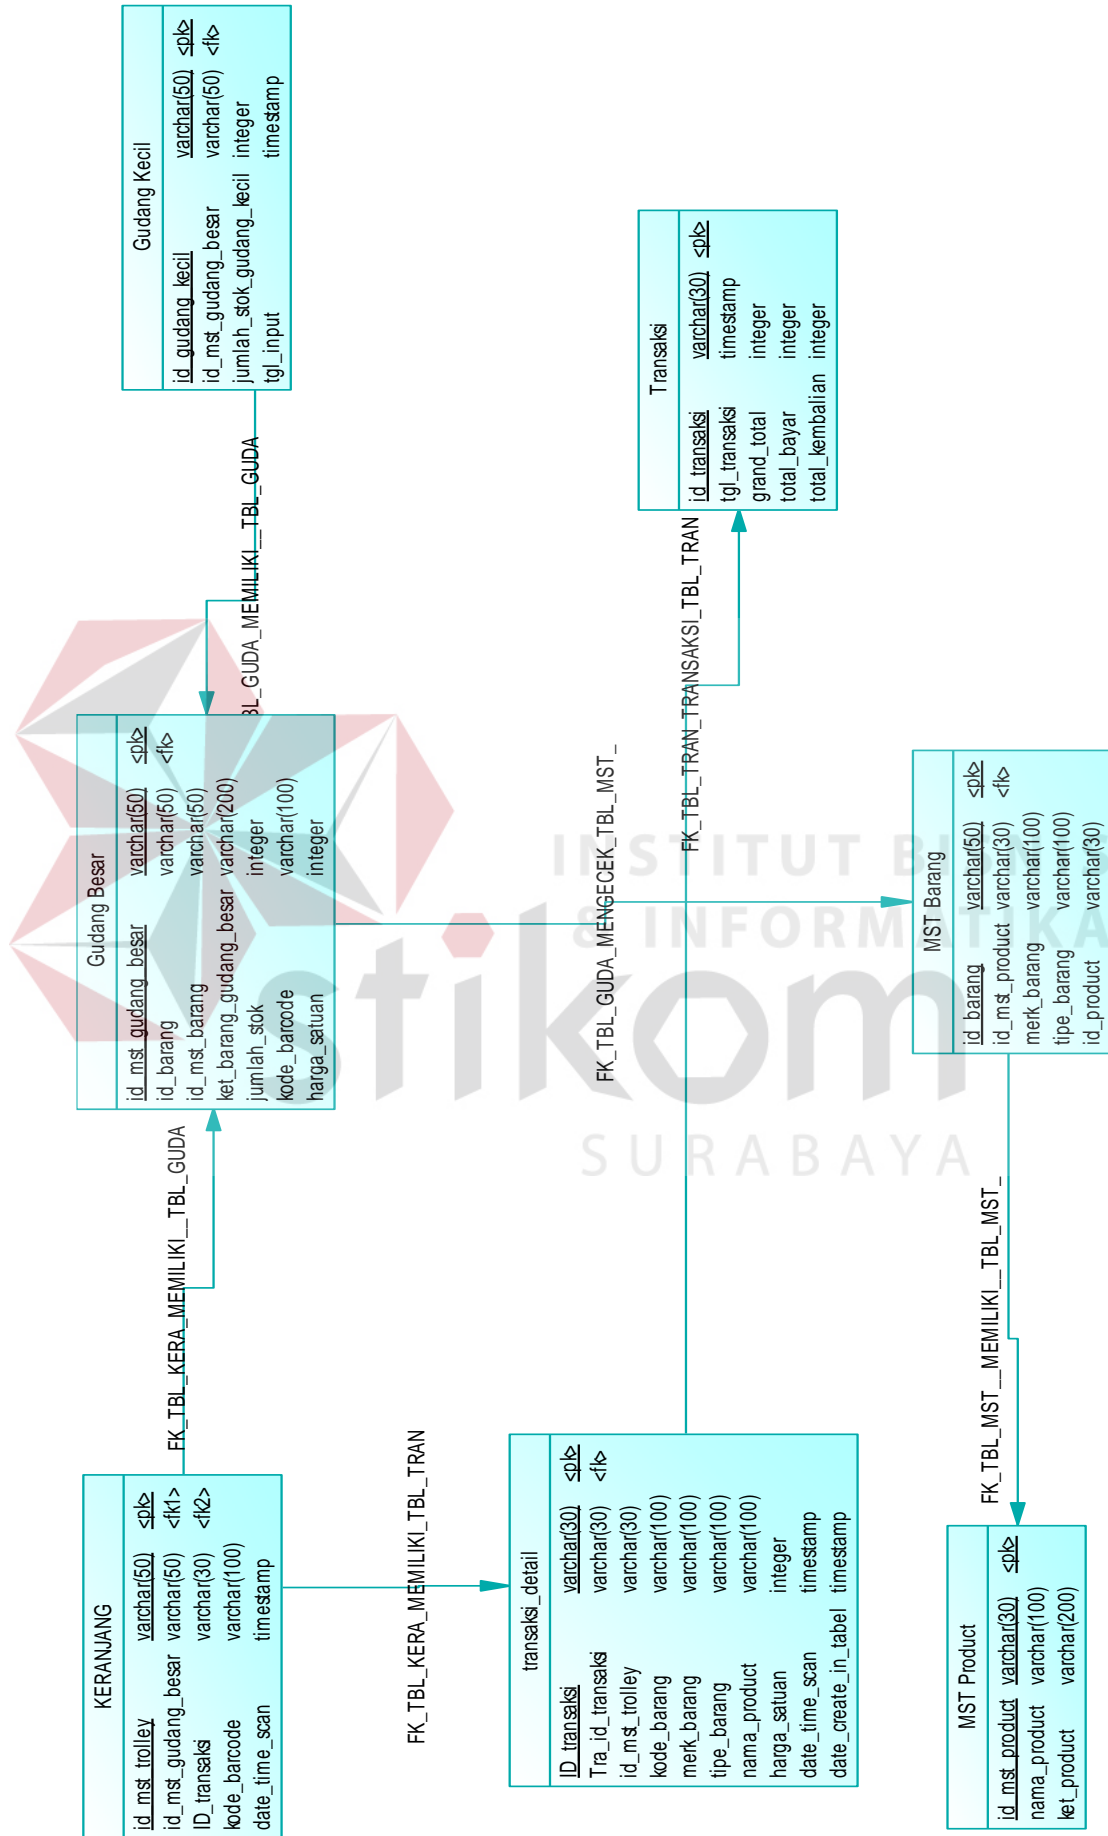 KERANJANG
id_mst_trolley varchar(50) <pk>
id_mst_gudang_besar varchar(50) <fk1>
ID_transaksi varchar(30) <fk2>
kode_barcode varchar(100)
date_time_scan timestamp
FK_TBL_KERA_MEMILIKI__TBL_GUDA
Gudang Besar
id_mst_gudang_besar varchar(50) <pk>
id_barang varchar(50) <fk>
id_mst_barang varchar(50)
ket_barang_gudang_besar varchar(200)
jumlah_stok integer
kode_barcode varchar(100)
harga_satuan integer
BL_GUDA_MEMILIKI__TBL_GUDA
Gudang Kecil
id_gudang_kecil varchar(50) <pk>
id_mst_gudang_besar varchar(50) <fk>
jumlah_stok_gudang_kecil integer
tgl_input timestamp
FK_TBL_KERA_MEMILIKI_TBL_TRAN
transaksi_detail
ID_transaksi varchar(30) <pk>
Tra_id_transaksi varchar(30) <fk>
id_mst_trolley varchar(30)
kode_barang varchar(100)
merk_barang varchar(100)
tipe_barang varchar(100)
nama_product varchar(100)
harga_satuan integer
date_time_scan timestamp
date_create_in_tabel timestamp
FK_TBL_GUDA_MENGECEK_TBL_MST_
FK_TBL_TRAN_TRANSAKSI_TBL_TRAN
Transaksi
id_transaksi varchar(30) <pk>
tgl_transaksi timestamp
grand_total integer
total_bayar integer
total_kembalian integer
MST Product
id_mst_product varchar(30) <pk>
nama_product varchar(100)
ket_product varchar(200)
FK_TBL_MST__MEMILIKI__TBL_MST_
MST Barang
id_barang varchar(50) <pk>
id_mst_product varchar(30) <fk>
merk_barang varchar(100)
tipe_barang varchar(100)
id_product varchar(30)
INSTITUT
& INFORMATIKA
stikom
SURABAYA